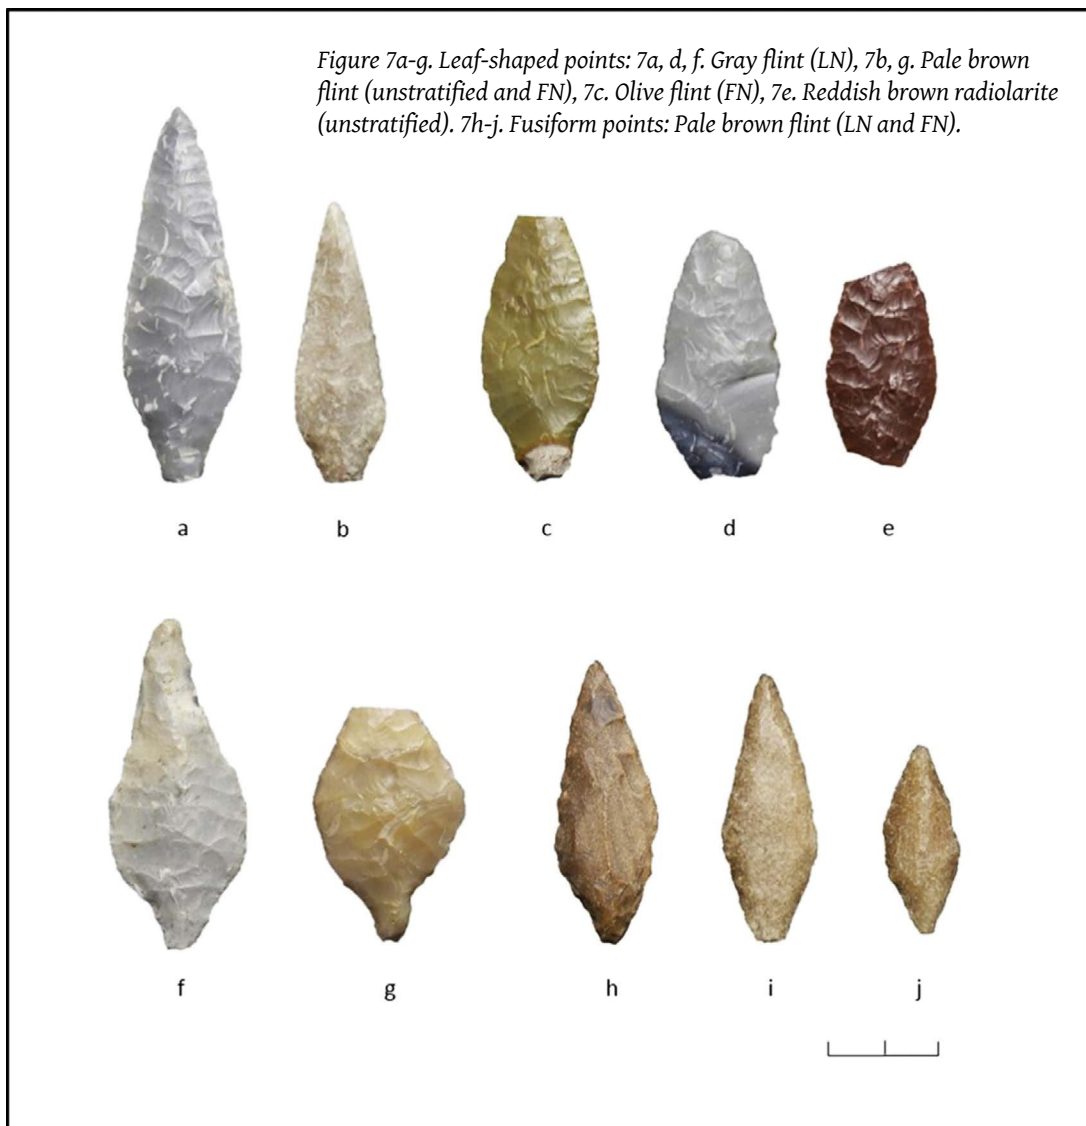 Figure 7a-g. Leaf-shaped points: 7a, d, f. Gray flint (LN), 7b, g. Pale brown
flint (unstratified and FN), 7c. Olive flint (FN), 7e. Reddish brown radiolarite
(unstratified). 7h-j. Fusiform points: Pale brown flint (LN and FN).
a b c d e
f g h i j